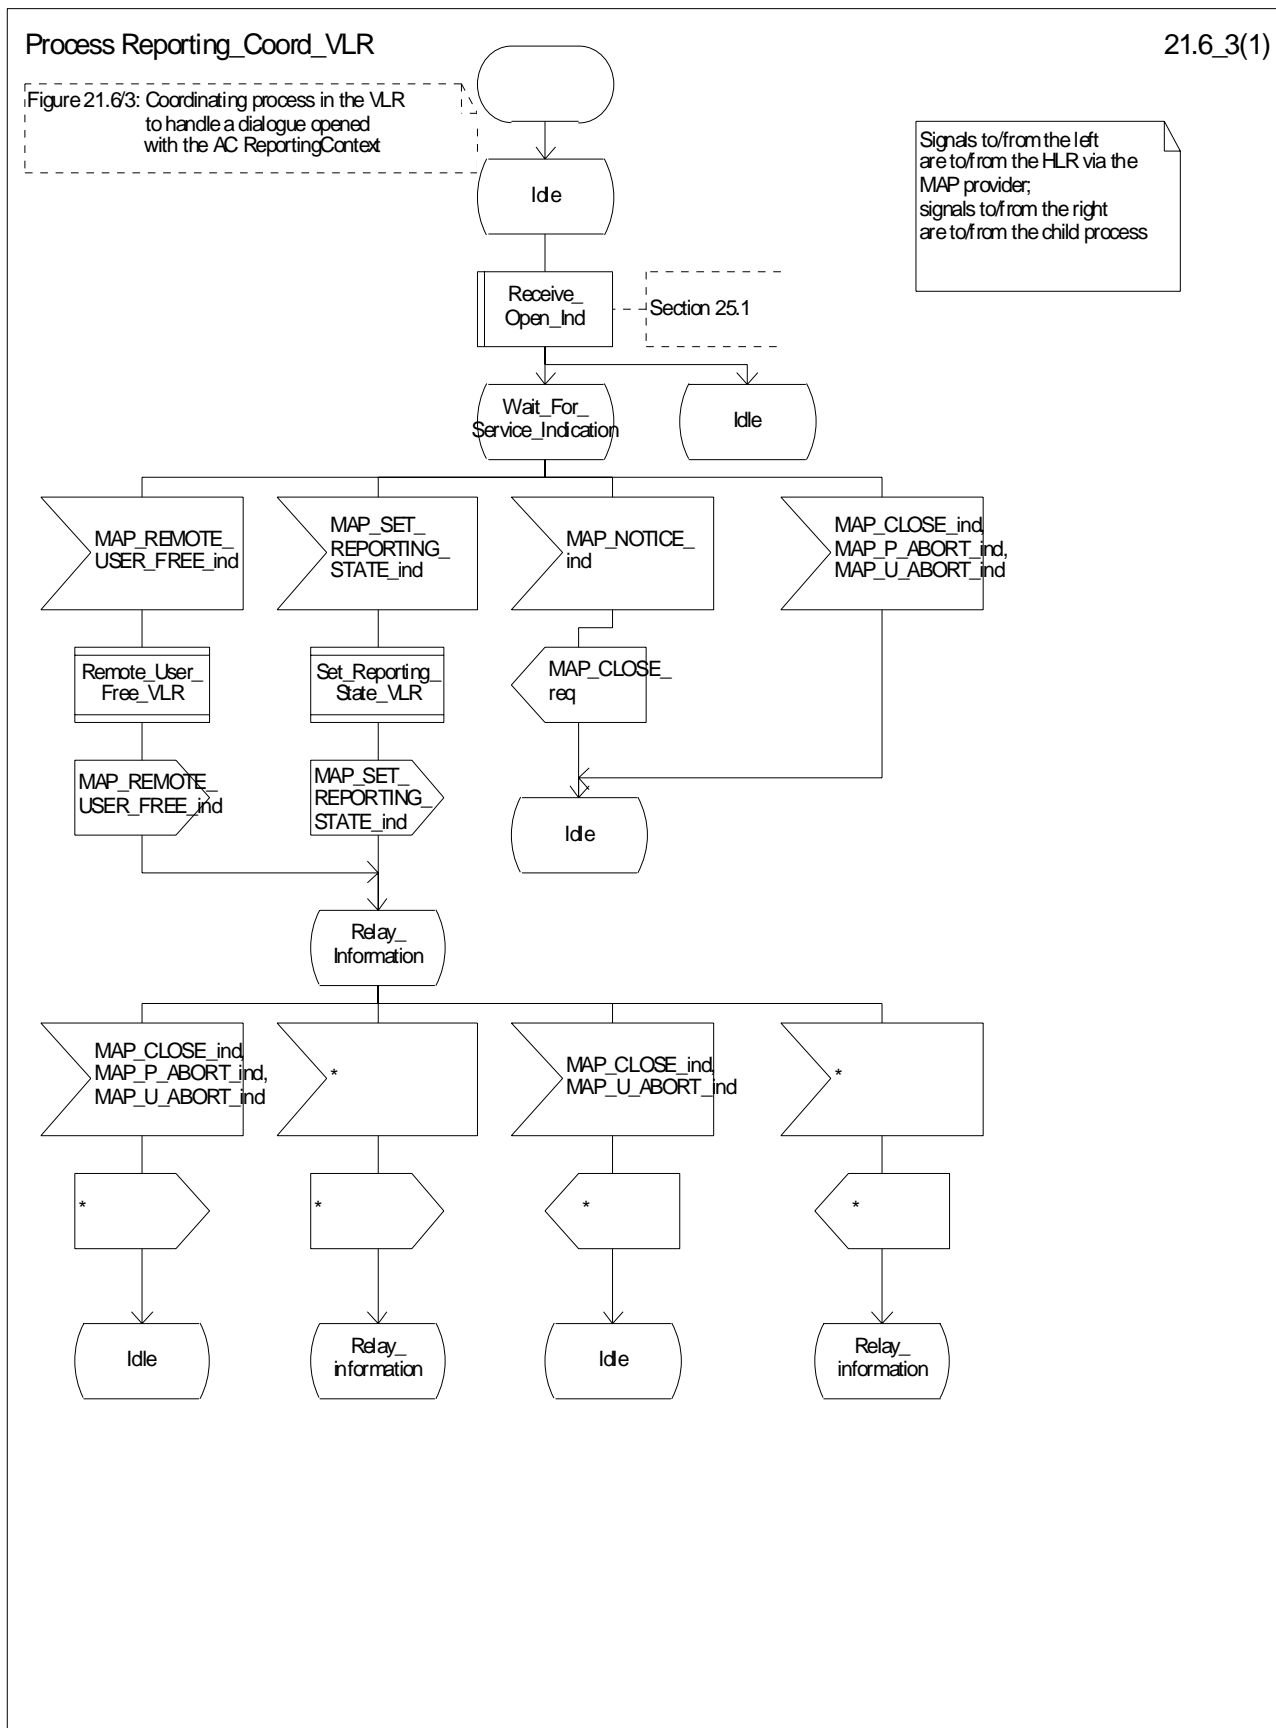 Process Reporting_Coord_VLR
21.6_3(1)
Figure 21.6/3: Coordinating process in the VLR
to handle a dialogue opened
with the AC ReportingContext
Signals to/from the left
are to/from the HLR via the
MAP provider;
signals to/from the right
are to/from the child process
Idle
Receive_
Open_Ind
Section 25.1
Wait_For_
Service_Indication
Idle
MAP_REMOTE_
USER_FREE_ind
MAP_SET_
REPORTING_
STATE_ind
MAP_NOTICE_
ind
MAP_CLOSE_ind,
MAP_P_ABORT_ind,
MAP_U_ABORT_ind
Remote_User_
Free_VLR
Set_Reporting_
State_VLR
MAP_CLOSE_
req
MAP_REMOTE_
USER_FREE_ind
MAP_SET_
REPORTING_
STATE_ind
Idle
Relay_
Information
MAP_CLOSE_ind,
MAP_P_ABORT_ind,
MAP_U_ABORT_ind
*
MAP_CLOSE_ind,
MAP_U_ABORT_ind
*
*
*
*
*
Idle
Relay_
information
Idle
Relay_
information